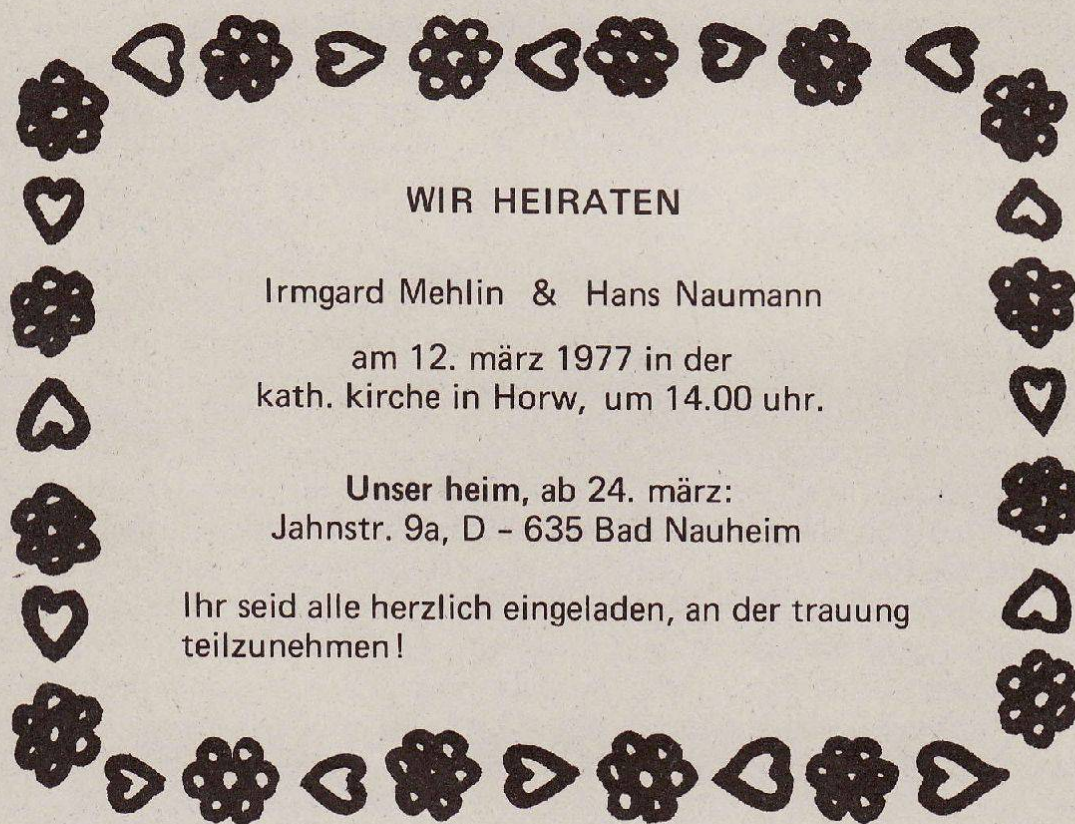 WIR HEIRATEN
Irmgard Mehlin & Hans Naumann
am 12. märz 1977 in der
kath. kirche in Horw, um 14.00 uhr.
Unser heim, ab 24. märz:
Jahnstr. 9a, D – 635 Bad Nauheim
Ihr seid alle herzlich eingeladen, an der trauung
teilzunehmen!